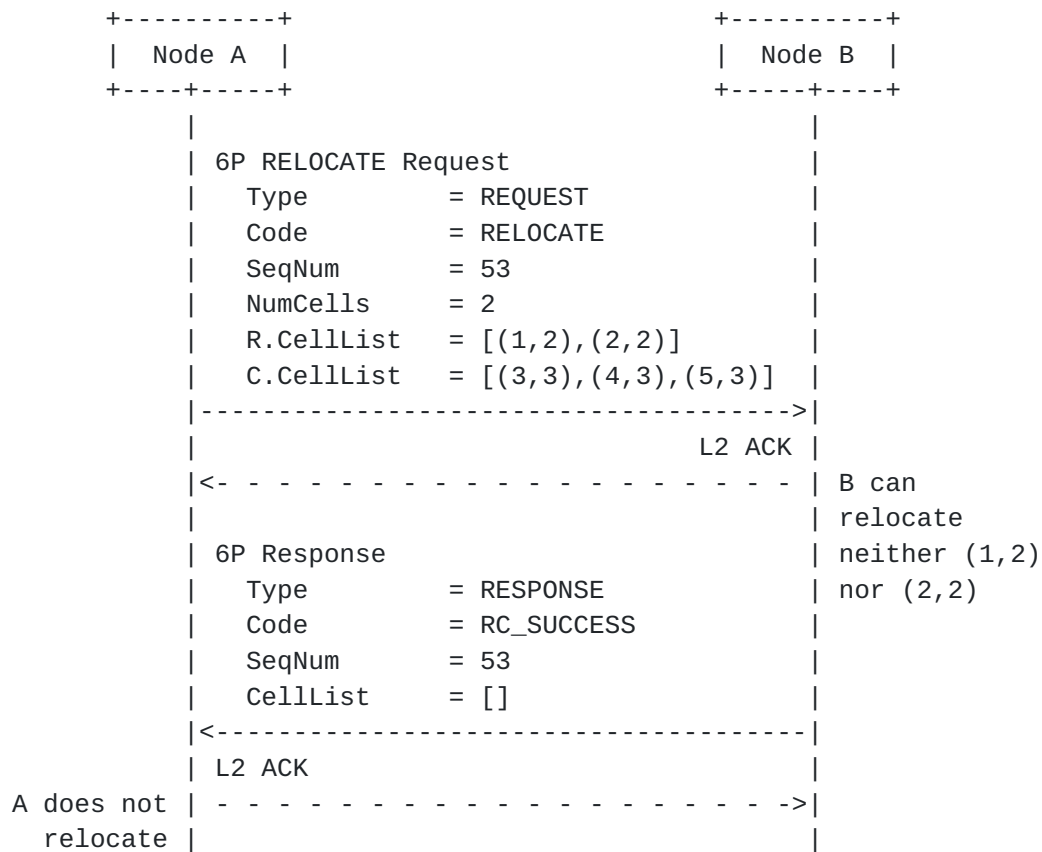 +----------+                           +----------+
|  Node A  |                           |  Node B  |
+----+-----+                           +-----+----+
     |                                       |
     | 6P RELOCATE Request                   |
     |   Type         = REQUEST              |
     |   Code         = RELOCATE             |
     |   SeqNum       = 53                   |
     |   NumCells     = 2                    |
     |   R.CellList   = [(1,2),(2,2)]        |
     |   C.CellList   = [(3,3),(4,3),(5,3)]  |
     |-------------------------------------->|
     |                                L2 ACK |
     |<- - - - - - - - - - - - - - - - - - - | B can
     |                                       | relocate
     | 6P Response                           | neither (1,2)
     |   Type         = RESPONSE             | nor (2,2)
     |   Code         = RC_SUCCESS           |
     |   SeqNum       = 53                   |
     |   CellList     = []                   |
     |<--------------------------------------|
     | L2 ACK                                |
A does not | - - - - - - - - - - - - - - - - - - ->|
relocate |                                       |